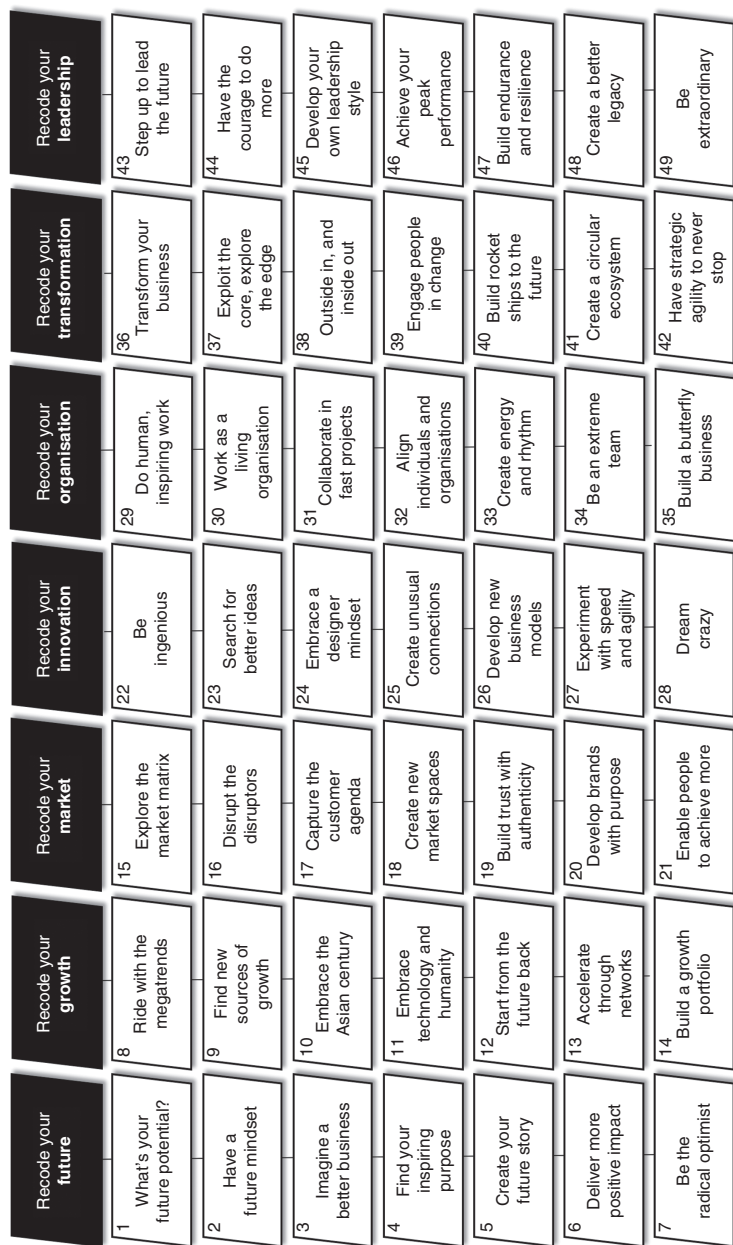 Recode your
future
1
What's your
future potential?
2
Have a
future mindset
3
Imagine a
better business
4
Find your
inspiring
purpose
5
Create your
future story
6
Deliver more
positive impact
7
Be the
radical optimist
Recode your
growth
8
Ride with the
megatrends
9
Find new
sources of
growth
10
Embrace the
Asian century
11
Embrace
technology and
humanity
12
Start from the
future back
13
Accelerate
through
networks
14
Build a growth
portfolio
Recode your
market
15
Explore the
market matrix
16
Disrupt the
disruptors
17
Capture the
customer
agenda
18
Create new
market spaces
19
Build trust with
authenticity
20
Develop brands
with purpose
21
Enable people
to achieve more
Recode your
innovation
22
Be
ingenious
23
Search for
better ideas
24
Embrace a
designer
mindset
25
Create unusual
connections
26
Develop new
business
models
27
Experiment
with speed
and agility
28
Dream
crazy
Recode your
organisation
29
Do human,
inspiring work
30
Work as a
living
organisation
31
Collaborate in
fast projects
32
Align
individuals and
organisations
33
Create energy
and rhythm
34
Be an extreme
team
35
Build a butterfly
business
Recode your
transformation
36
Transform your
business
37
Exploit the
core, explore
the edge
38
Outside in, and
inside out
39
Engage people
in change
40
Build rocket
ships to the
future
41
Create a circular
ecosystem
42
Have strategic
agility to never
stop
Recode your
leadership
43
Step up to lead
the future
44
Have the
courage to do
more
45
Develop your
own leadership
style
46
Achieve your
peak
performance
47
Build endurance
and resilience
48
Create a better
legacy
49
Be
extraordinary